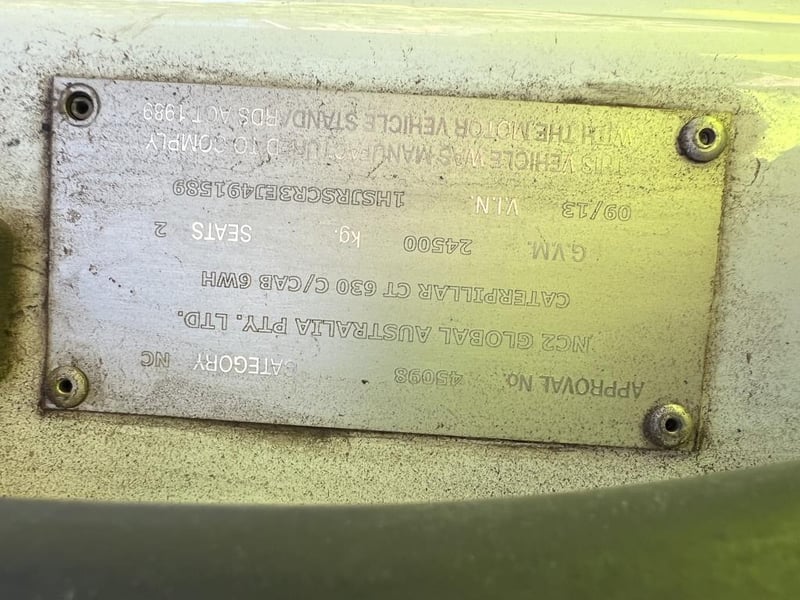 APPROVAL No. 45098 CATEGORY NC
NC2 GLOBAL AUSTRALIA PTY. LTD.
CATERPILLAR CT 630 C/CAB 6WH
G.V.M. 24500 kg. SEATS 2
09/13 V.I.N. 1HSJRSCR3EJ491589
THIS VEHICLE WAS MANUFACTURED TO COMPLY
WITH THE MOTOR VEHICLE STANDARDS ACT 1989